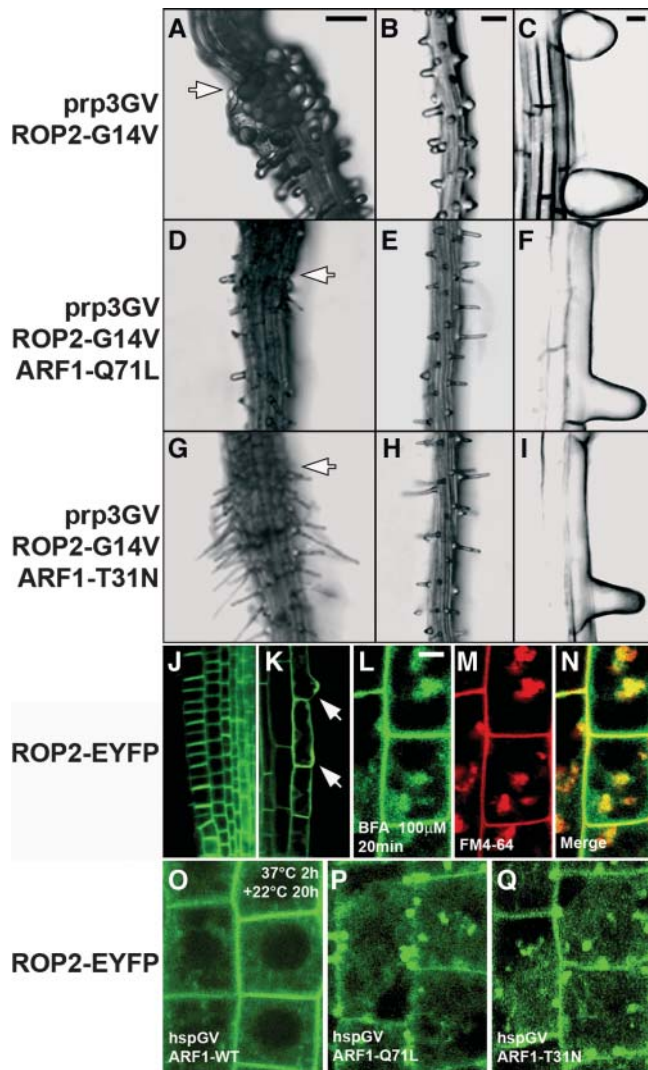 A
B
C
prp3GV
ROP2-G14V
D
E
F
prp3GV
ROP2-G14V
ARF1-Q71L
G
H
I
prp3GV
ROP2-G14V
ARF1-T31N
J
K
L
M
N
ROP2-EYFP
BFA 100µM
20min
FM4-64
Merge
O
P
Q
37°C 2h
+22°C 20h
ROP2-EYFP
hspGV
ARF1-WT
hspGV
ARF1-Q71L
hspGV
ARF1-T31N